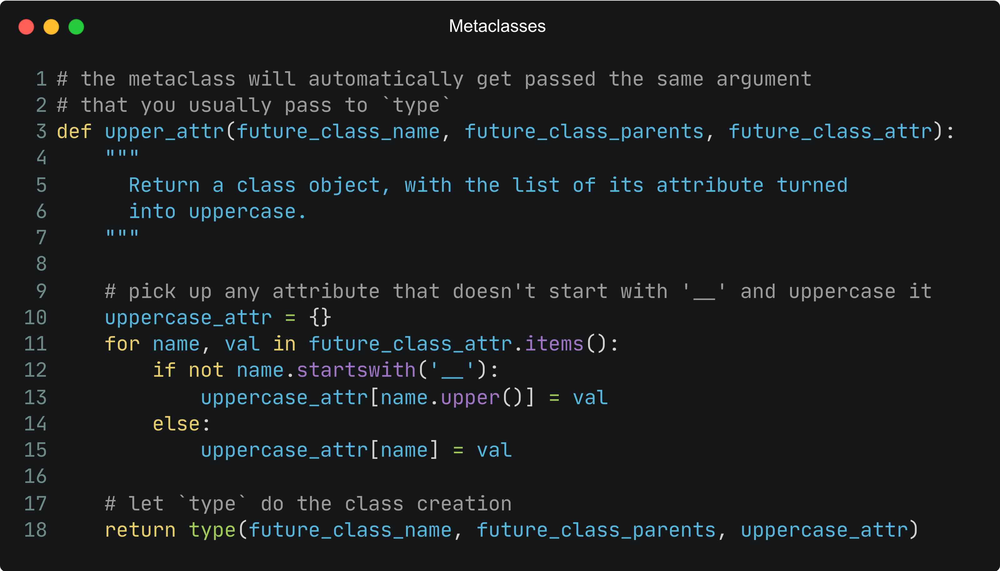 Metaclasses
1 # the metaclass will automatically get passed the same argument
2 # that you usually pass to `type`
3 def upper_attr(future_class_name, future_class_parents, future_class_attr):
4     """
5       Return a class object, with the list of its attribute turned
6       into uppercase.
7     """
8
9     # pick up any attribute that doesn't start with '__' and uppercase it
10     uppercase_attr = {}
11     for name, val in future_class_attr.items():
12         if not name.startswith('__'):
13             uppercase_attr[name.upper()] = val
14         else:
15             uppercase_attr[name] = val
16
17     # let `type` do the class creation
18     return type(future_class_name, future_class_parents, uppercase_attr)